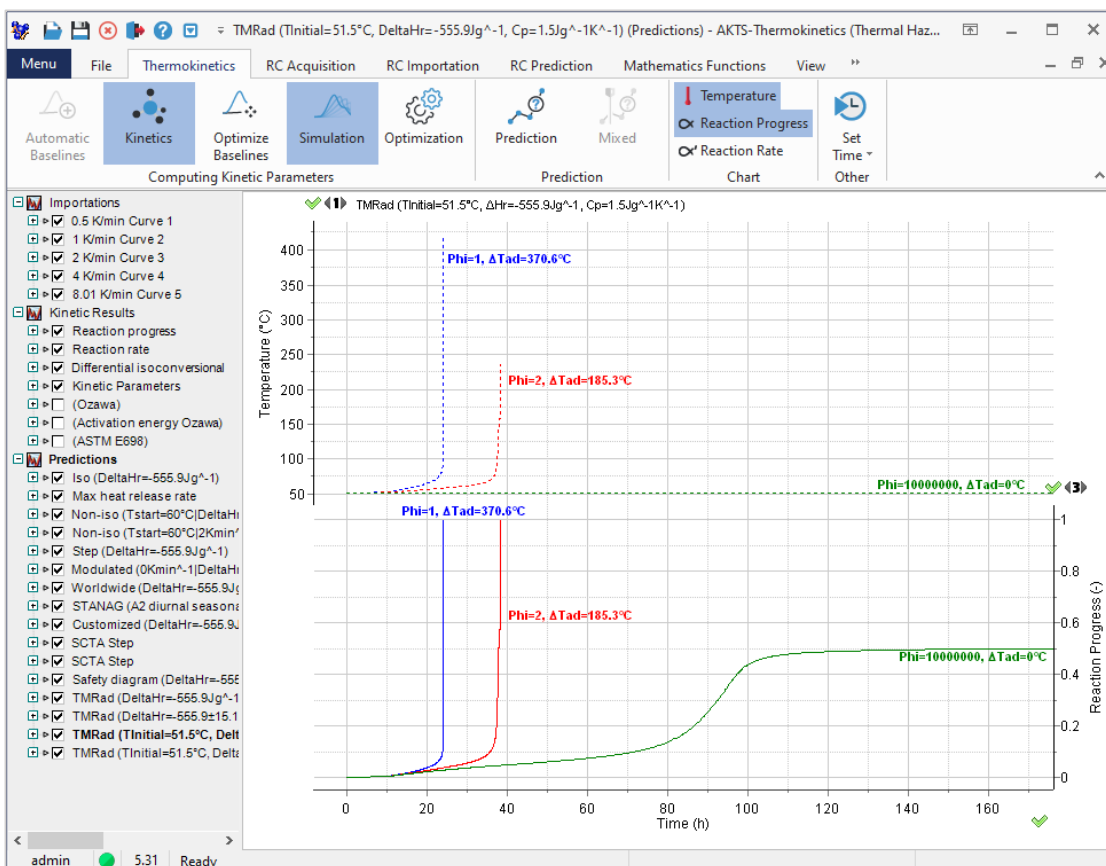 TMRad (TInitial=51.5°C, DeltaHr=-555.9Jg^-1, Cp=1.5Jg^-1K^-1) (Predictions) - AKTS-Thermokinetics (Thermal Haz...
Menu File Thermokinetics RC Acquisition RC Importation RC Prediction Mathematics Functions View
Automatic Baselines
Kinetics
Optimize Baselines
Simulation
Optimization
Prediction
Mixed
Temperature
α Reaction Progress
α' Reaction Rate
Set Time
Computing Kinetic Parameters
Prediction
Chart
Other
Importations
0.5 K/min Curve 1
1 K/min Curve 2
2 K/min Curve 3
4 K/min Curve 4
8.01 K/min Curve 5
Kinetic Results
Reaction progress
Reaction rate
Differential isoconversional
Kinetic Parameters
(Ozawa)
(Activation energy Ozawa)
(ASTM E698)
Predictions
Iso (DeltaHr=-555.9Jg^-1)
Max heat release rate
Non-iso (Tstart=60°C|DeltaHr
Non-iso (Tstart=60°C|2Kmin^
Step (DeltaHr=-555.9Jg^-1)
Modulated (0Kmin^-1|DeltaHr
Worldwide (DeltaHr=-555.9Jg
STANAG (A2 diurnal seasona
Customized (DeltaHr=-555.9J
SCTA Step
SCTA Step
Safety diagram (DeltaHr=-555
TMRad (DeltaHr=-555.9Jg^-1
TMRad (DeltaHr=-555.9±15.1
TMRad (TInitial=51.5°C, Delt
TMRad (TInitial=51.5°C, Delta
(1) TMRad (TInitial=51.5°C, ΔHr=-555.9Jg^-1, Cp=1.5Jg^-1K^-1)
Temperature (°C)
400
350
300
250
200
150
100
50
Phi=1, ΔTad=370.6°C
Phi=2, ΔTad=185.3°C
Phi=10000000, ΔTad=0°C
(3)
Phi=1, ΔTad=370.6°C
Phi=2, ΔTad=185.3°C
Phi=10000000, ΔTad=0°C
1
0.8
0.6
0.4
0.2
0
Reaction Progress (-)
0 20 40 60 80 100 120 140 160
Time (h)
admin 5.31 Ready